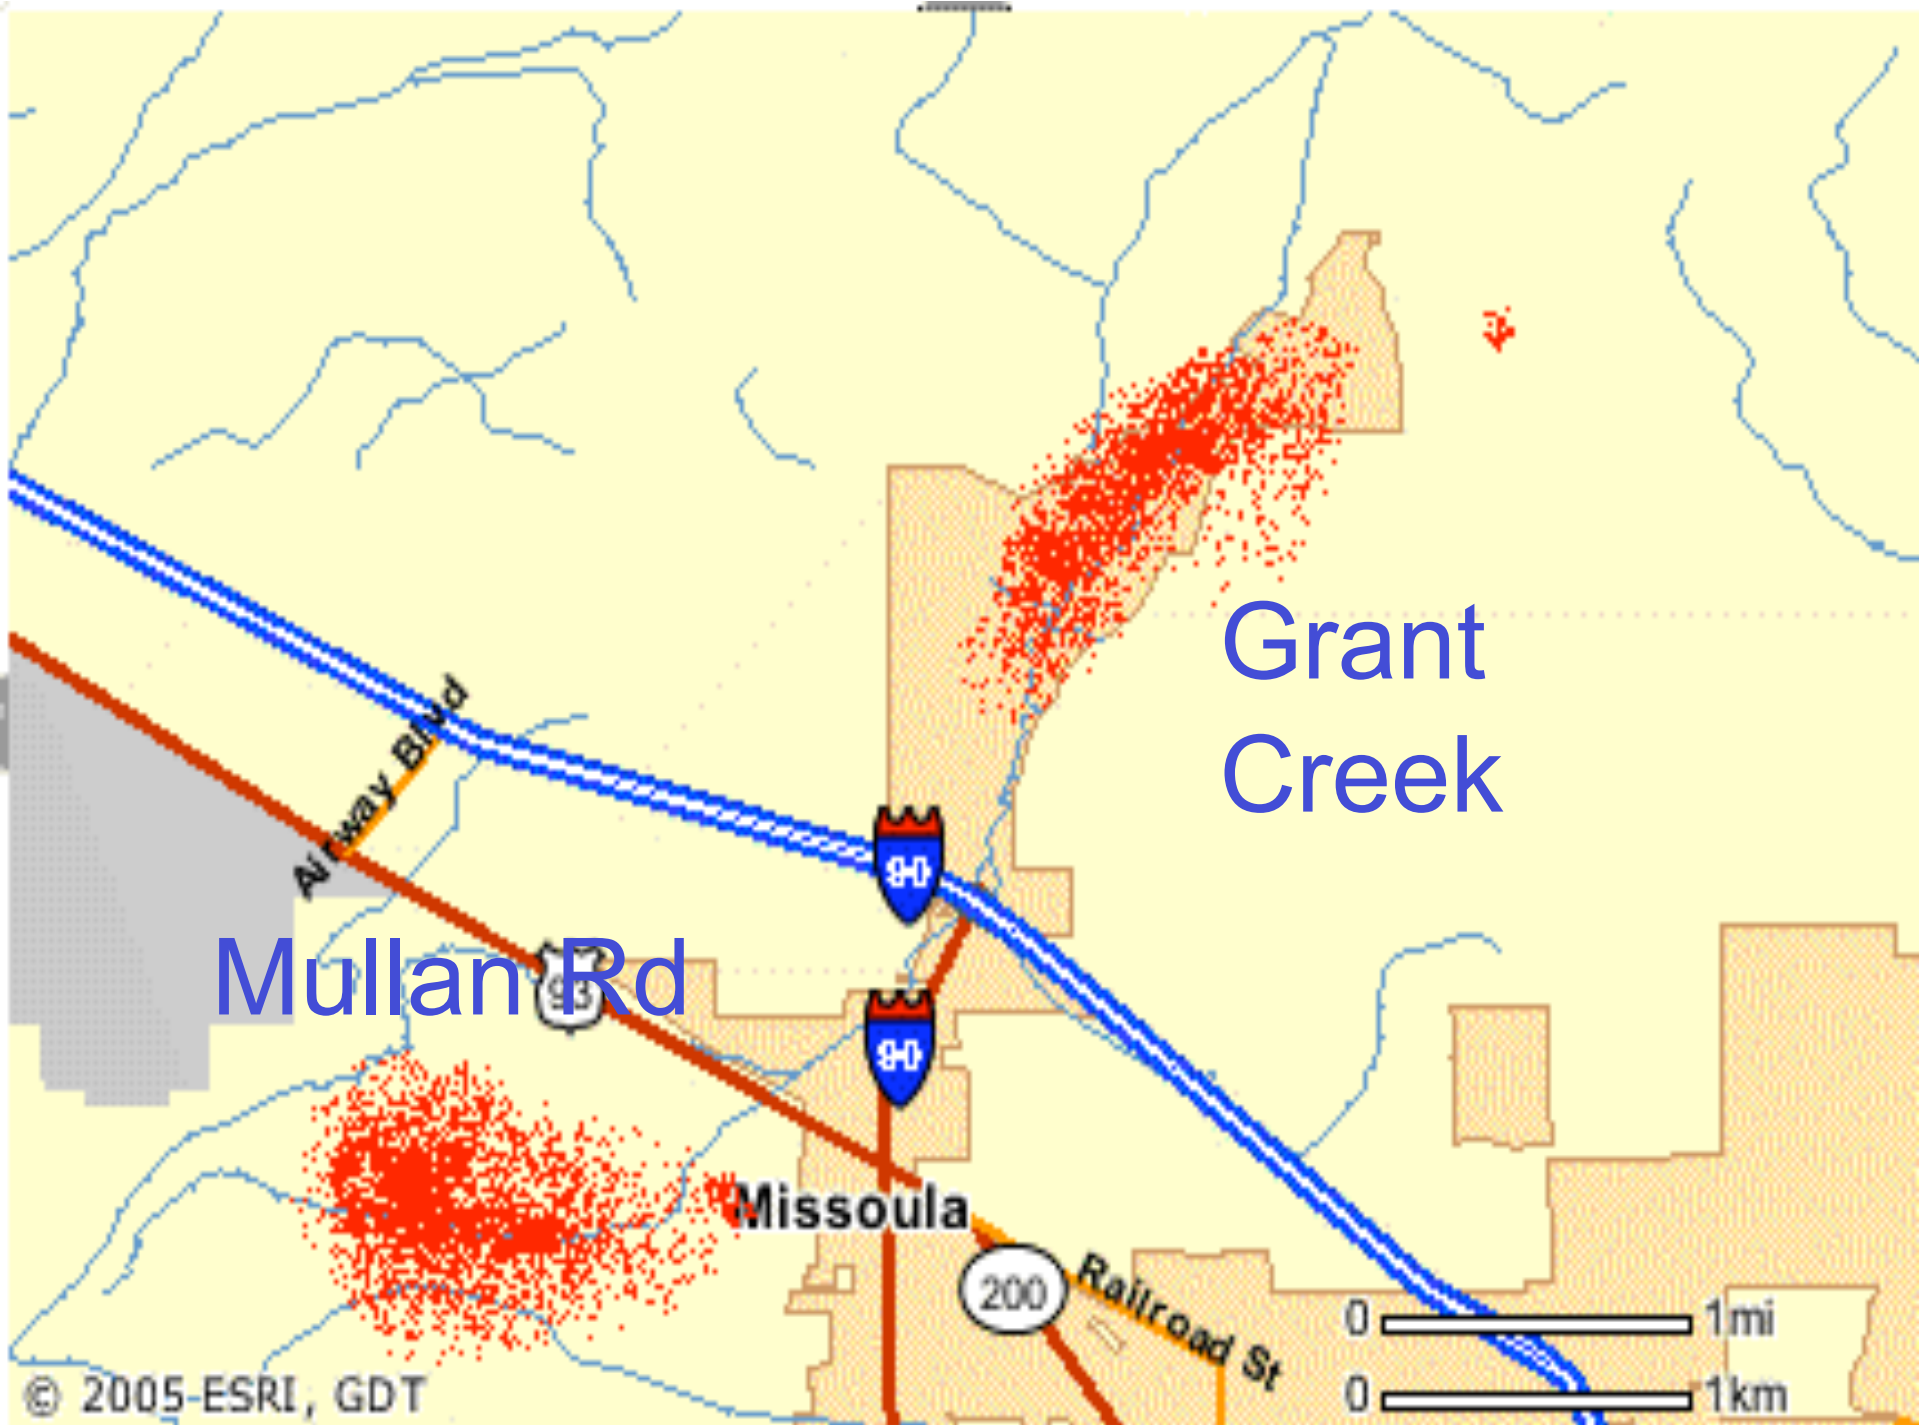 Grant
Creek
Airway Blvd
90
Mullan Rd
93
90
Missoula
200
Railroad St
0 1mi
0 1km
© 2005 ESRI, GDT